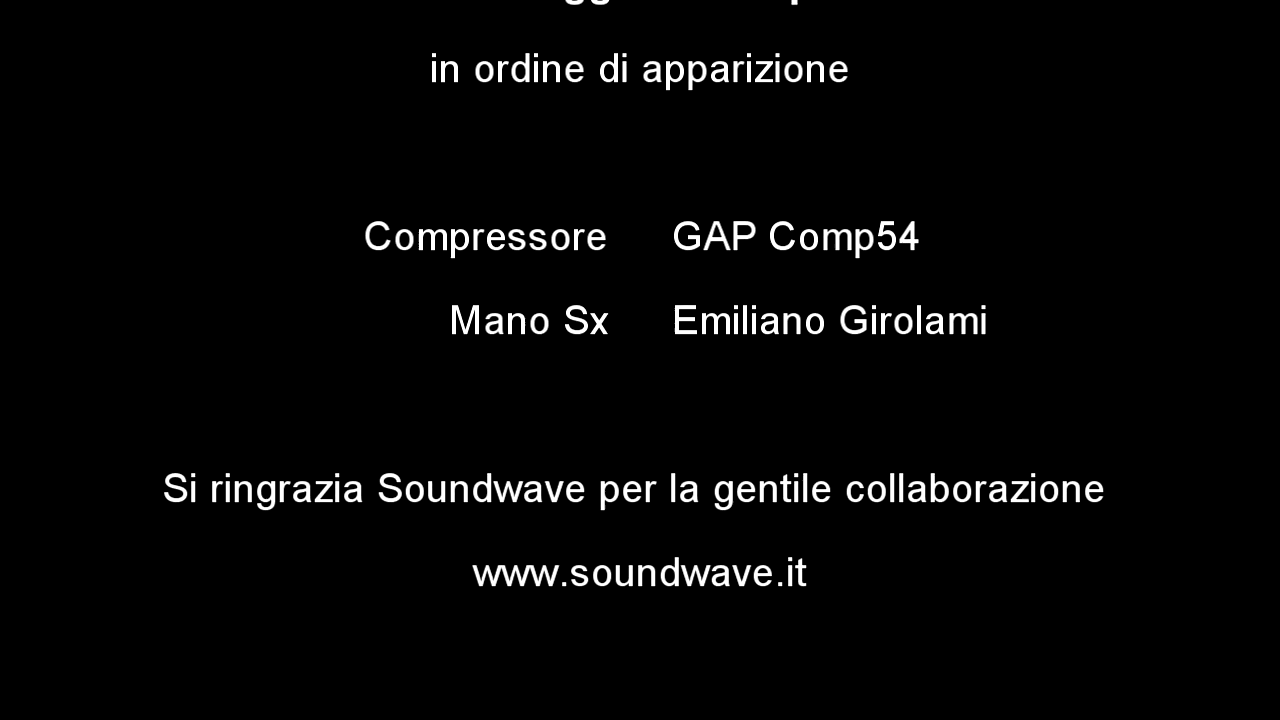 in ordine di apparizione
Compressore GAP Comp54
Mano Sx Emiliano Girolami
Si ringrazia Soundwave per la gentile collaborazione
www.soundwave.it